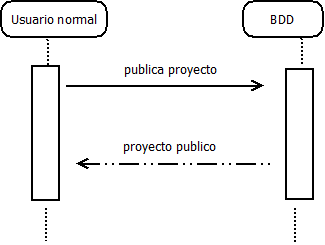 Usuario normal
BDD
publica proyecto
proyecto publico